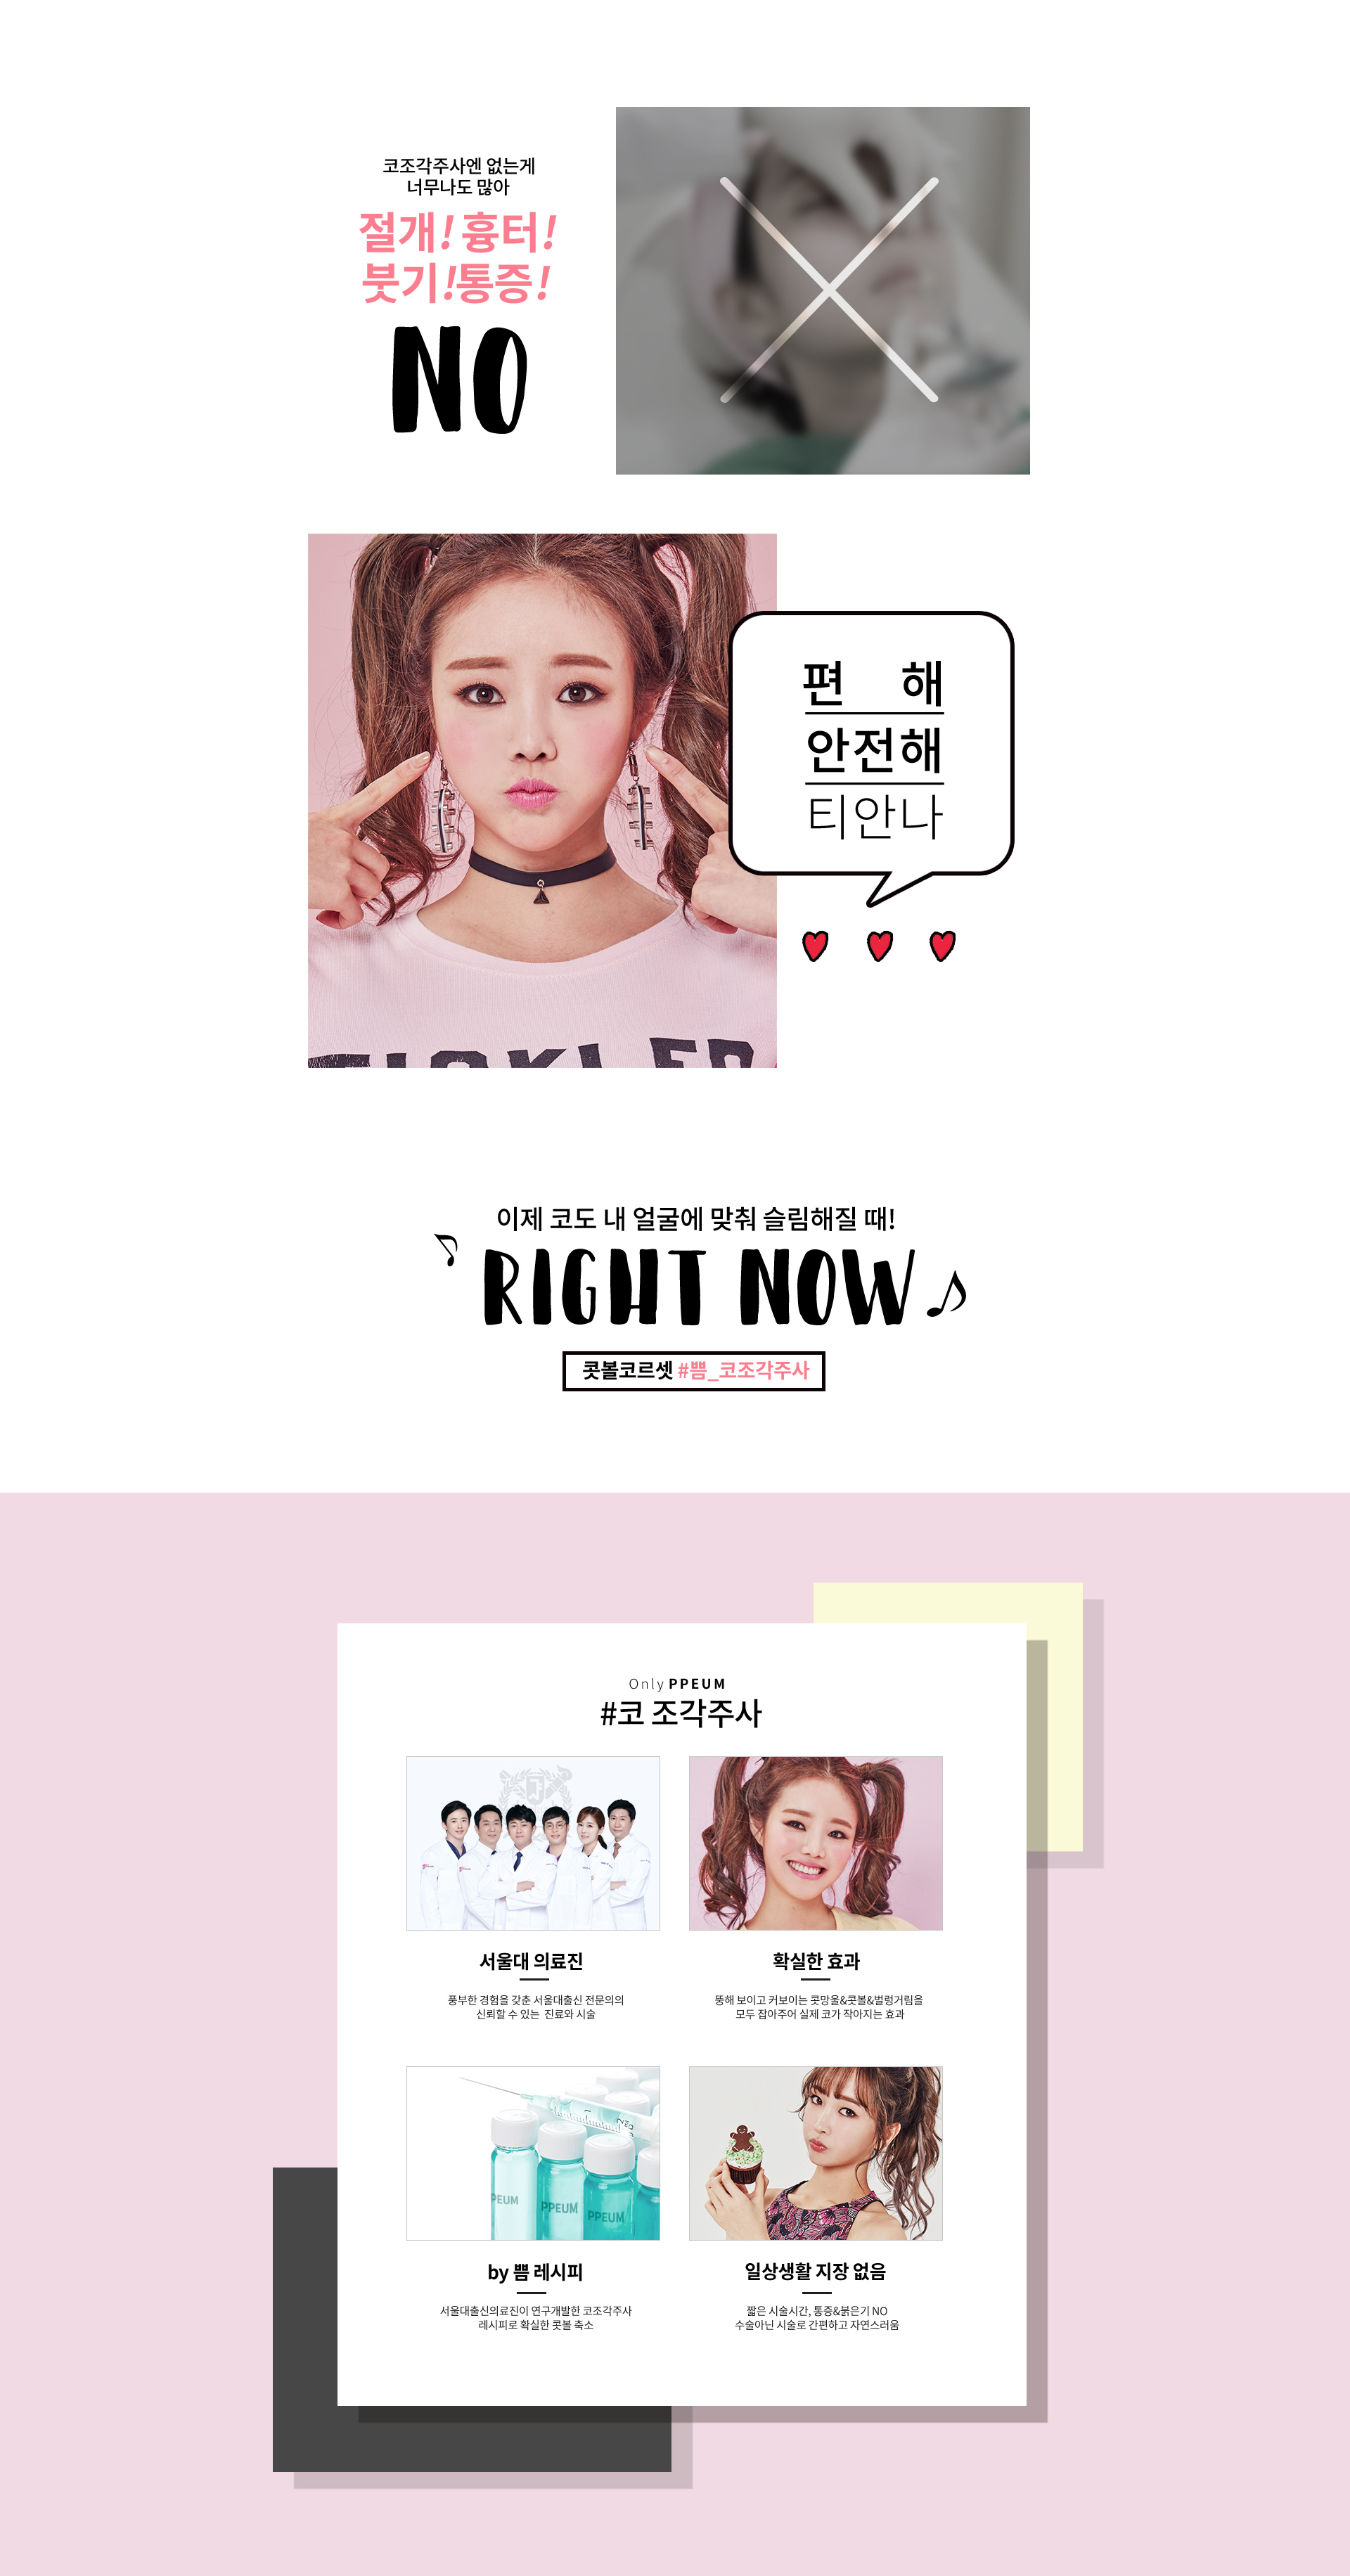 코조각주사엔 없는게
너무나도 많아
절개! 흉터!
붓기!통증!
NO
편 해
안전해
티안나
이제 코도 내 얼굴에 맞춰 슬림해질 때!
RIGHT NOW
콧볼코르셋 #쁨_코조각주사
Only PPEUM
#코 조각주사
서울대 의료진
풍부한 경험을 갖춘 서울대출신 전문의의
신뢰할 수 있는 진료와 시술
확실한 효과
뚱해 보이고 커보이는 콧망울&콧볼&벌렁거림을
모두 잡아주어 실제 코가 작아지는 효과
PEUM
PPEUM
PPEUM
by 쁨 레시피
서울대출신의료진이 연구개발한 코조각주사
레시피로 확실한 콧볼 축소
일상생활 지장 없음
짧은 시술시간, 통증&붉은기 NO
수술아닌 시술로 간편하고 자연스러움